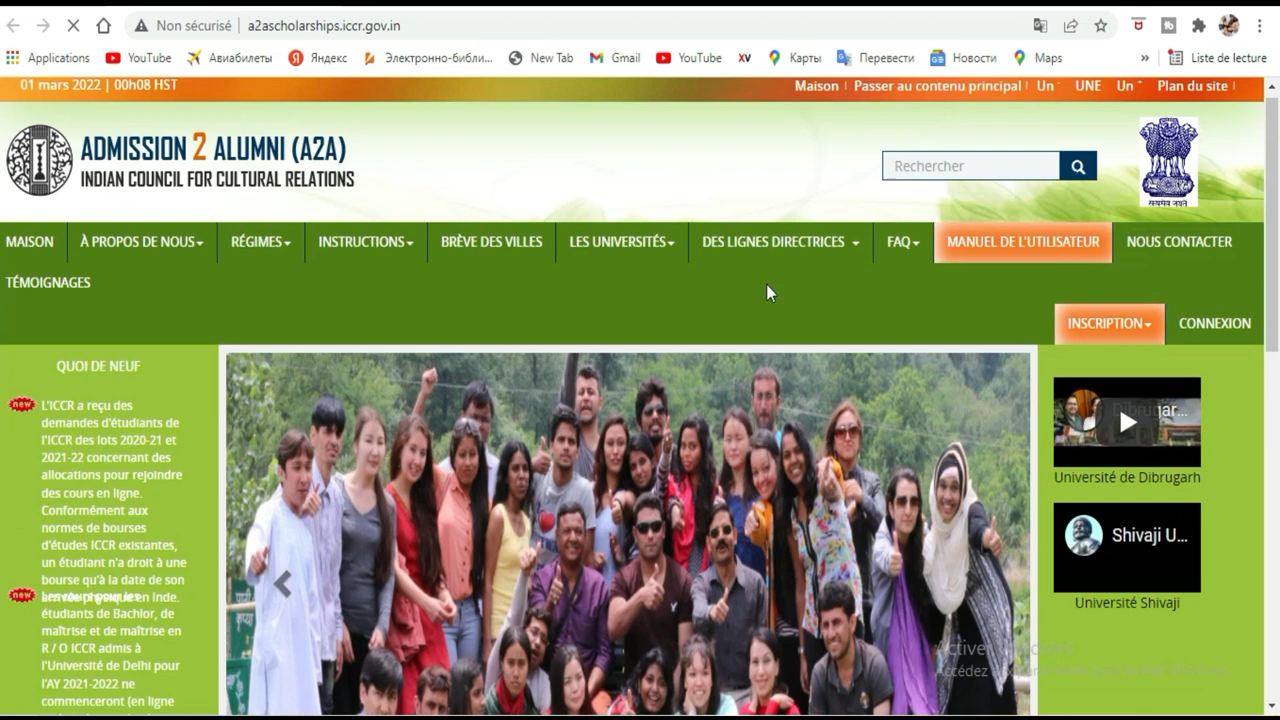 Non sécurisé
a2ascholarships.iccr.gov.in
Applications
YouTube
Авиабилеты
Яндекс
Электронно-библи...
New Tab
Gmail
YouTube
XV
Карты
Перевести
Новости
Maps
»
Liste de lecture
01 mars 2022 | 00h08 HST
Maison
Passer au contenu principal
Un -
UNE
Un +
Plan du site
ADMISSION 2 ALUMNI (A2A)
INDIAN COUNCIL FOR CULTURAL RELATIONS
Rechercher
सत्यमेव जयते
MAISON
À PROPOS DE NOUS
RÉGIMES
INSTRUCTIONS
BRÈVE DES VILLES
LES UNIVERSITÉS
DES LIGNES DIRECTRICES
FAQ
MANUEL DE L'UTILISATEUR
NOUS CONTACTER
TÉMOIGNAGES
INSCRIPTION
CONNEXION
QUOI DE NEUF
new
L'ICCR a reçu des
demandes d'étudiants de
l'ICCR des lots 2020-21 et
2021-22 concernant des
allocations pour rejoindre
des cours en ligne.
Conformément aux
normes de bourses
d'études ICCR existantes,
un étudiant n'a droit à une
bourse qu'à la date de son
arrivée physique en Inde.
new
étudiants de Bachlor, de
maîtrise et de maîtrise en
R / O ICCR admis à
l'Université de Delhi pour
l'AY 2021-2022 ne
commenceront (en ligne
Dibrugar...
Université de Dibrugarh
Shivaji U...
Université Shivaji